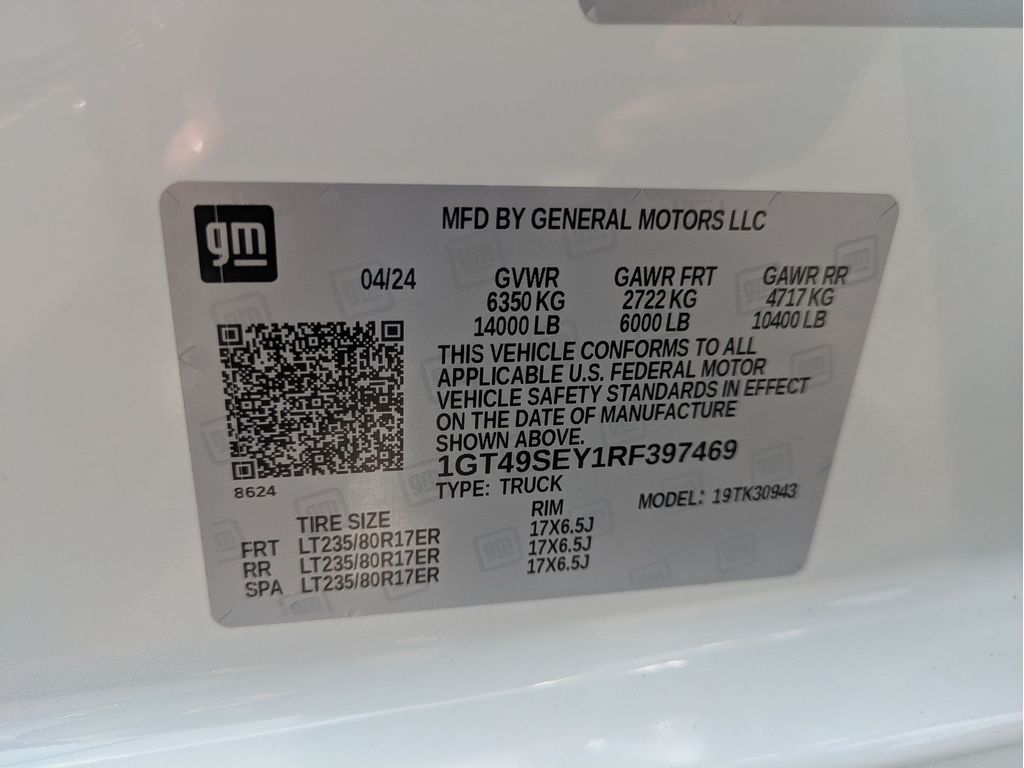 gm
MFD BY GENERAL MOTORS LLC
04/24 GVWR GAWR FRT GAWR RR
6350 KG 2722 KG 4717 KG
14000 LB 6000 LB 10400 LB
THIS VEHICLE CONFORMS TO ALL
APPLICABLE U.S. FEDERAL MOTOR
VEHICLE SAFETY STANDARDS IN EFFECT
ON THE DATE OF MANUFACTURE
SHOWN ABOVE.
1GT49SEY1RF397469
8624
TYPE: TRUCK MODEL: 19TK30943
TIRE SIZE RIM
FRT LT235/80R17ER 17X6.5J
RR LT235/80R17ER 17X6.5J
SPA LT235/80R17ER 17X6.5J